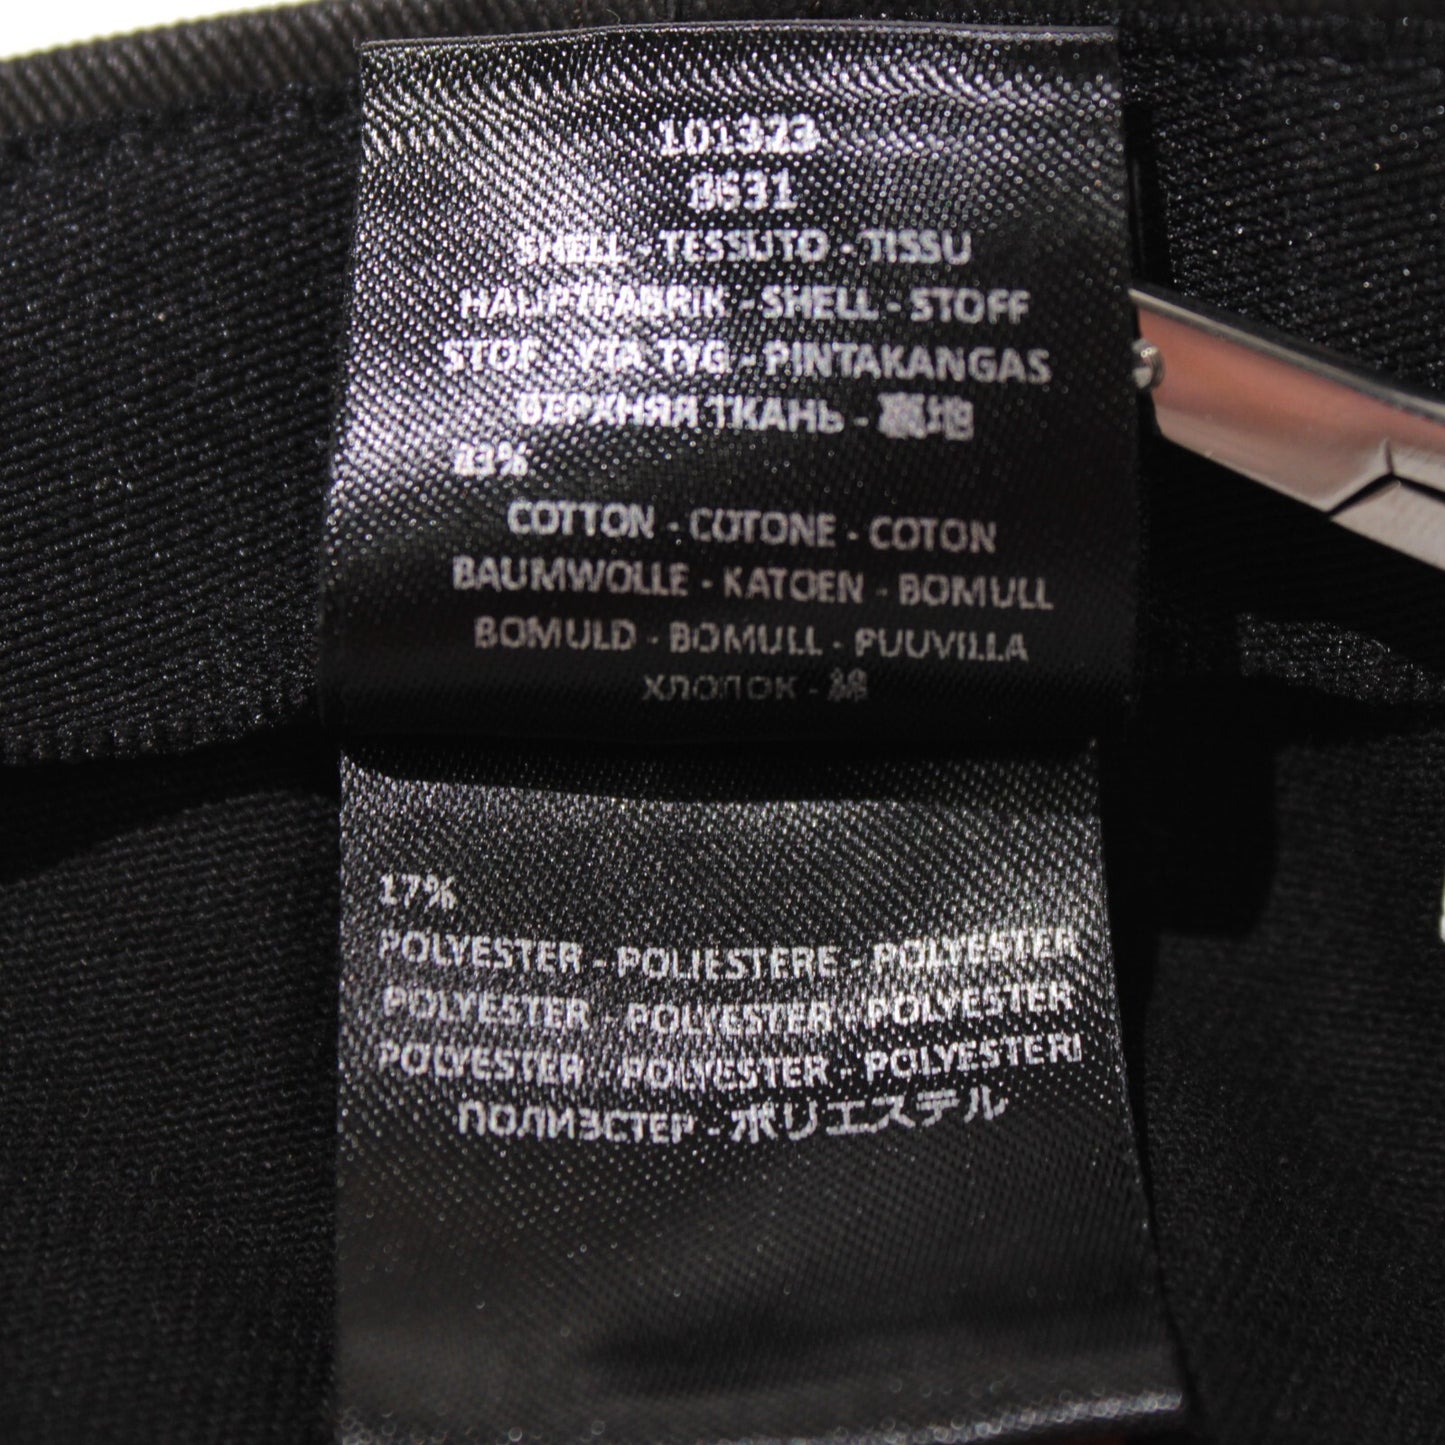 101323
8631
SHELL - TESSUTO - TISSU
HAUPTFABRIK - SHELL - STOFF
STOF - YTA TYG - PINTAKANGAS
ВЕРХНЯЯ ТКАНЬ - 裏地
83%
COTTON - COTONE - COTON
BAUMWOLLE - KATOEN - BOMULL
BOMULD - BOMULL - PUUVILLA
ХЛОПОК - 綿
17%
POLYESTER - POLIESTERE - POLYESTER
POLYESTER - POLYESTER - POLYESTER
POLYESTER - POLYESTER - POLYESTERI
ПОЛИЭСТЕР - ポリエステル